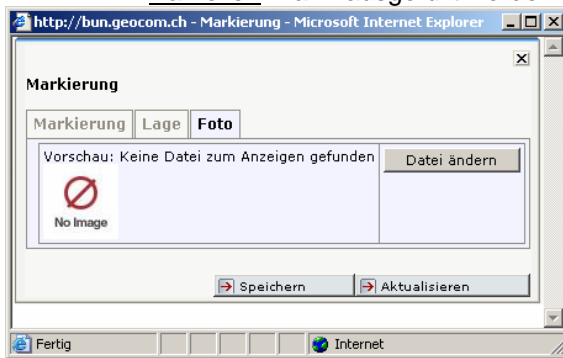 http://bun.geocom.ch - Markierung - Microsoft Internet Explorer
Markierung
Markierung Lage Foto
Vorschau: Keine Datei zum Anzeigen gefunden
Datei ändern
No Image
Speichern Aktualisieren
Fertig Internet